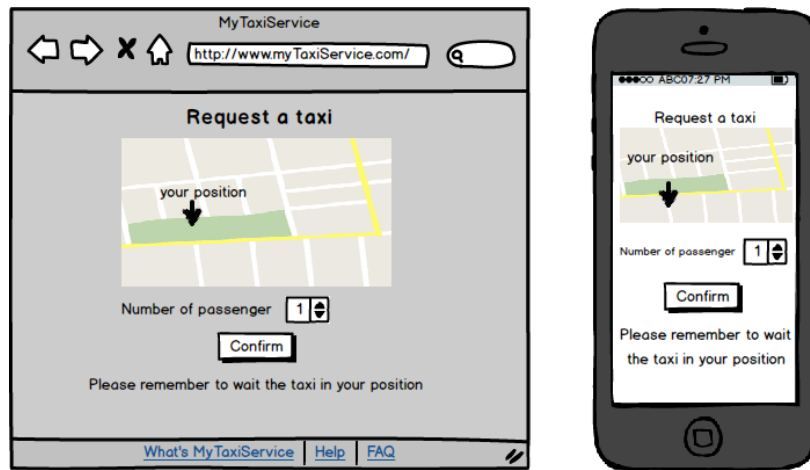 MyTaxiService
http://www.myTaxiService.com/
Request a taxi
your position
Number of passenger 1
Confirm
Please remember to wait the taxi in your position
What's MyTaxiService Help FAQ
ABC07:27 PM
Request a taxi
your position
Number of passenger 1
Confirm
Please remember to wait
the taxi in your position